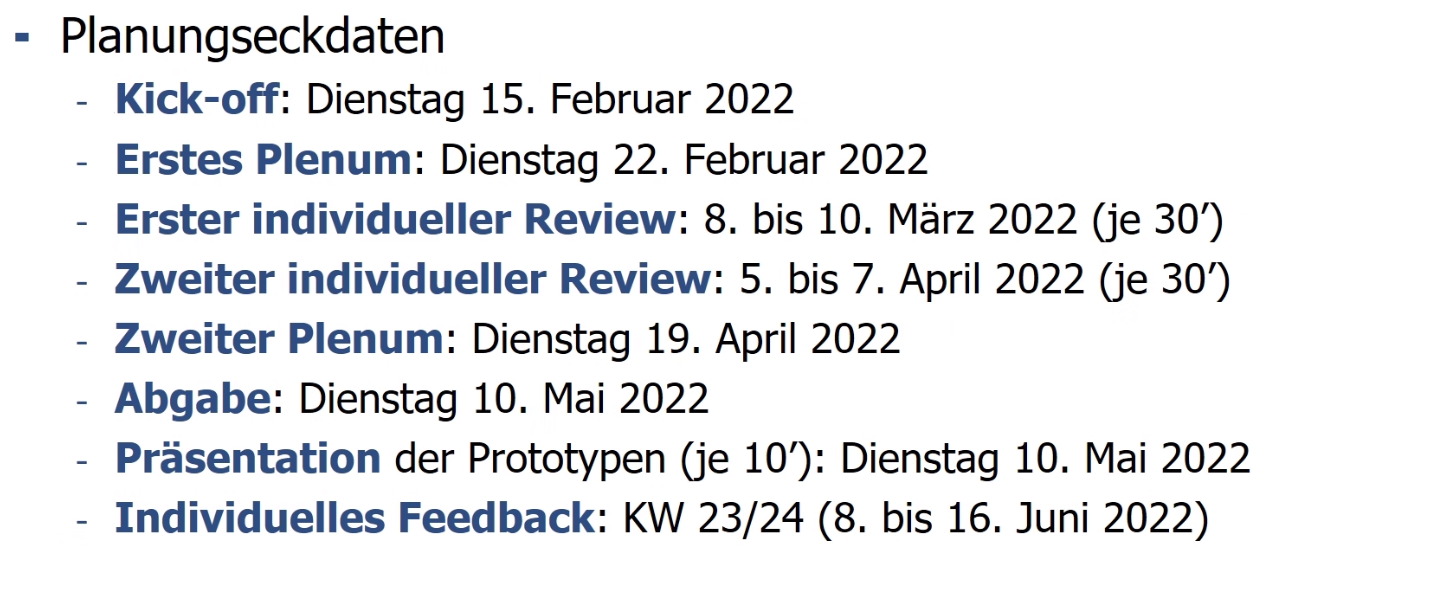 - Planungseckdaten
- Kick-off: Dienstag 15. Februar 2022
- Erstes Plenum: Dienstag 22. Februar 2022
- Erster individueller Review: 8. bis 10. März 2022 (je 30’)
- Zweiter individueller Review: 5. bis 7. April 2022 (je 30’)
- Zweiter Plenum: Dienstag 19. April 2022
- Abgabe: Dienstag 10. Mai 2022
- Präsentation der Prototypen (je 10’): Dienstag 10. Mai 2022
- Individuelles Feedback: KW 23/24 (8. bis 16. Juni 2022)